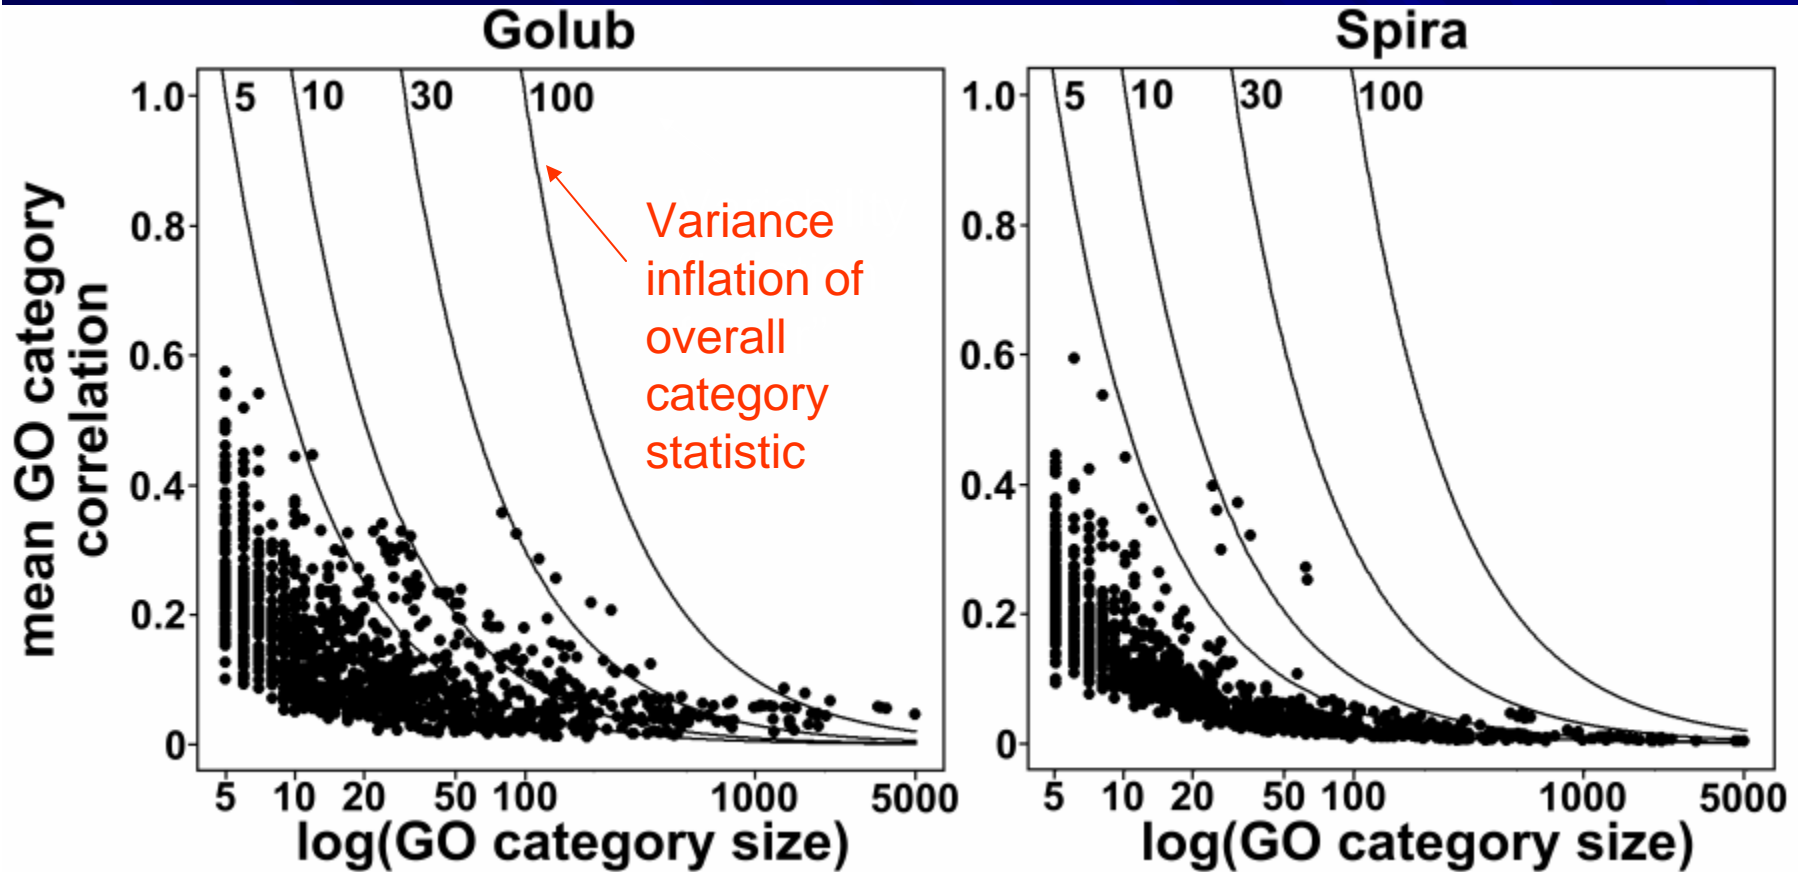 Golub
Spira
mean GO category
correlation
1.0
0.8
0.6
0.4
0.2
0
5
10
30
100
Variance
inflation of
overall
category
statistic
5 10 20 50 100 1000 5000
log(GO category size)
1.0
0.8
0.6
0.4
0.2
0
5
10
30
100
5 10 20 50 100 1000 5000
log(GO category size)